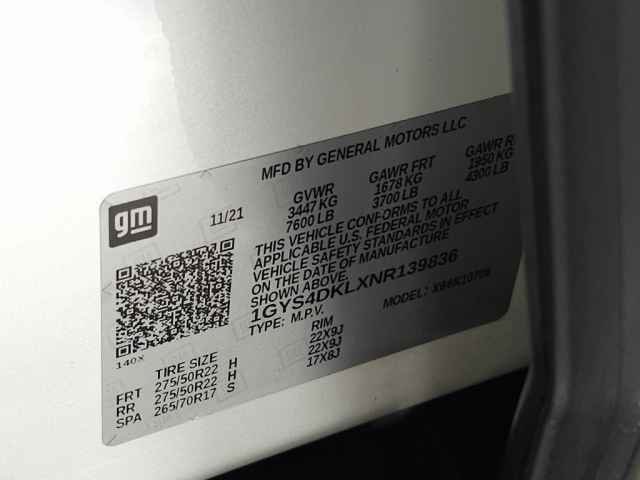 MFD BY GENERAL MOTORS LLC
gm
11/21
GVWR GAWR FRT GAWR R
3447 KG 1678 KG 1950 KG
7600 LB 3700 LB 4300 LB
THIS VEHICLE CONFORMS TO ALL
APPLICABLE U.S. FEDERAL MOTOR
VEHICLE SAFETY STANDARDS IN EFFECT
ON THE DATE OF MANUFACTURE
SHOWN ABOVE.
1GYS4DKLXNR139836
TYPE: M.P.V. MODEL:
140X
TIRE SIZE RIM
FRT 275/50R22 H 22X9J
RR 275/50R22 H 22X9J
SPA 265/70R17 S 17X8J